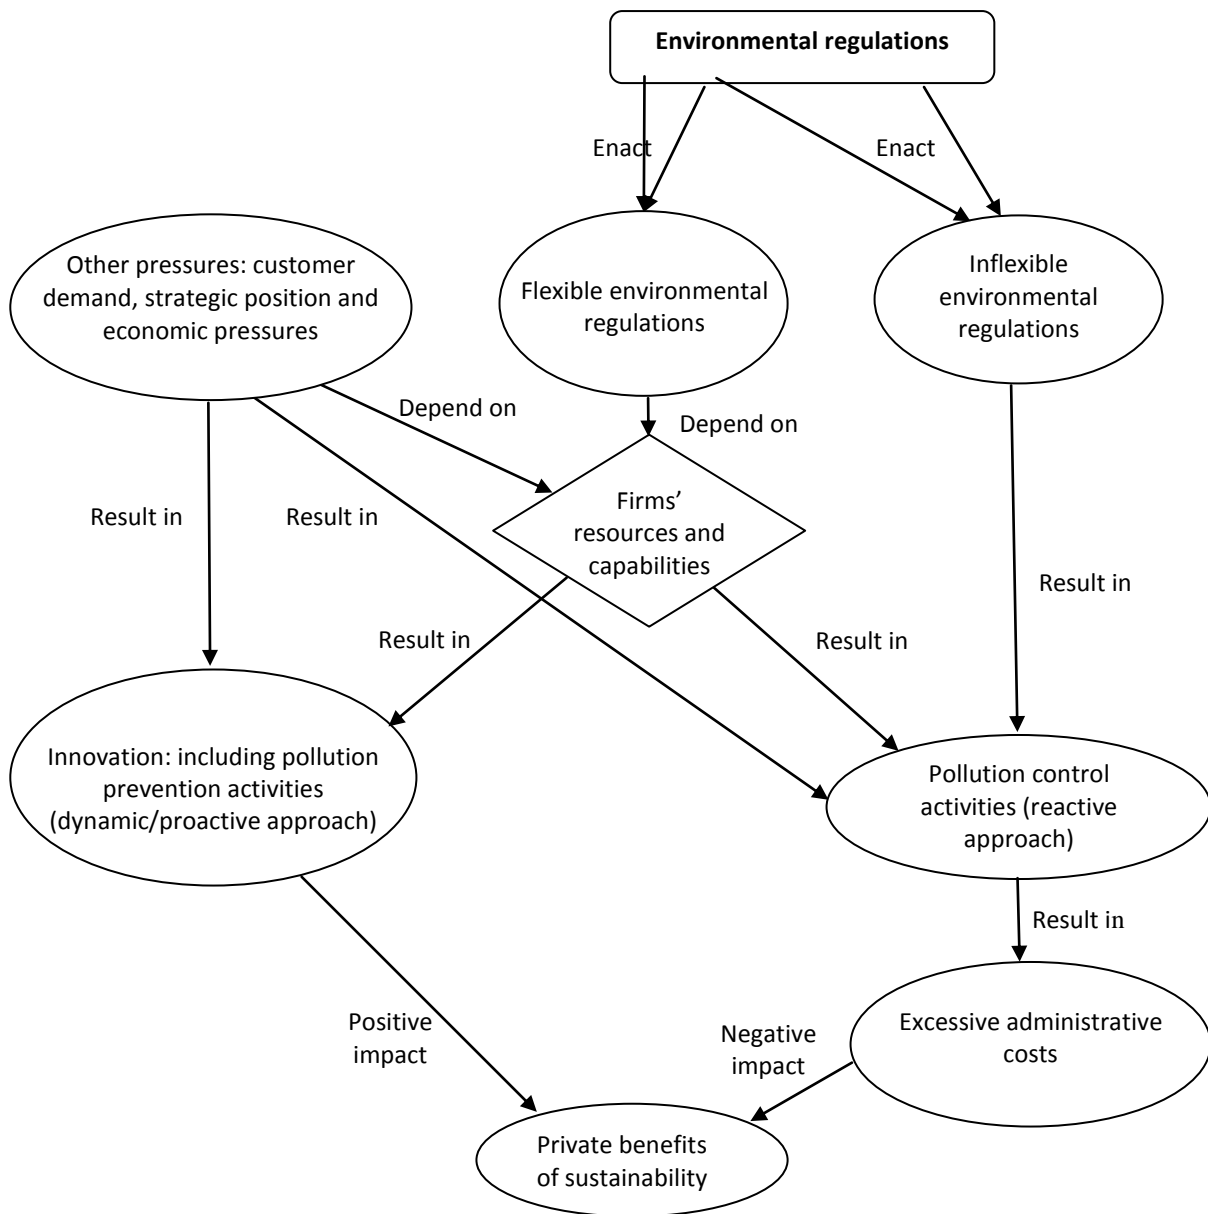 Environmental regulations
Enact
Enact
Other pressures: customer
demand, strategic position and
economic pressures
Flexible environmental
regulations
Inflexible
environmental
regulations
Depend on
Depend on
Result in
Result in
Firms’
resources and
capabilities
Result in
Result in
Result in
Innovation: including pollution
prevention activities
(dynamic/proactive approach)
Pollution control
activities (reactive
approach)
Result in
Positive
impact
Negative
impact
Excessive administrative
costs
Private benefits
of sustainability